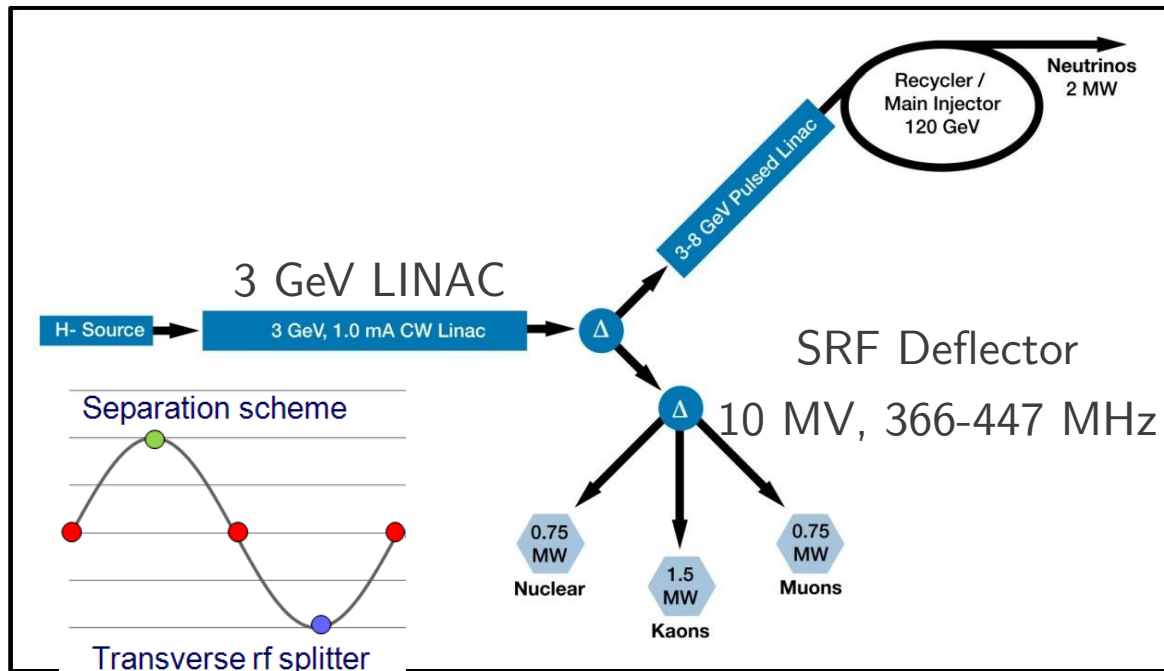 Neutrinos
2 MW
Recycler /
Main Injector
120 GeV
3-8 GeV Pulsed Linac
3 GeV LINAC
H- Source
3 GeV, 1.0 mA CW Linac
Δ
SRF Deflector
10 MV, 366-447 MHz
Δ
Separation scheme
Transverse rf splitter
0.75
MW
Nuclear
1.5
MW
Kaons
0.75
MW
Muons